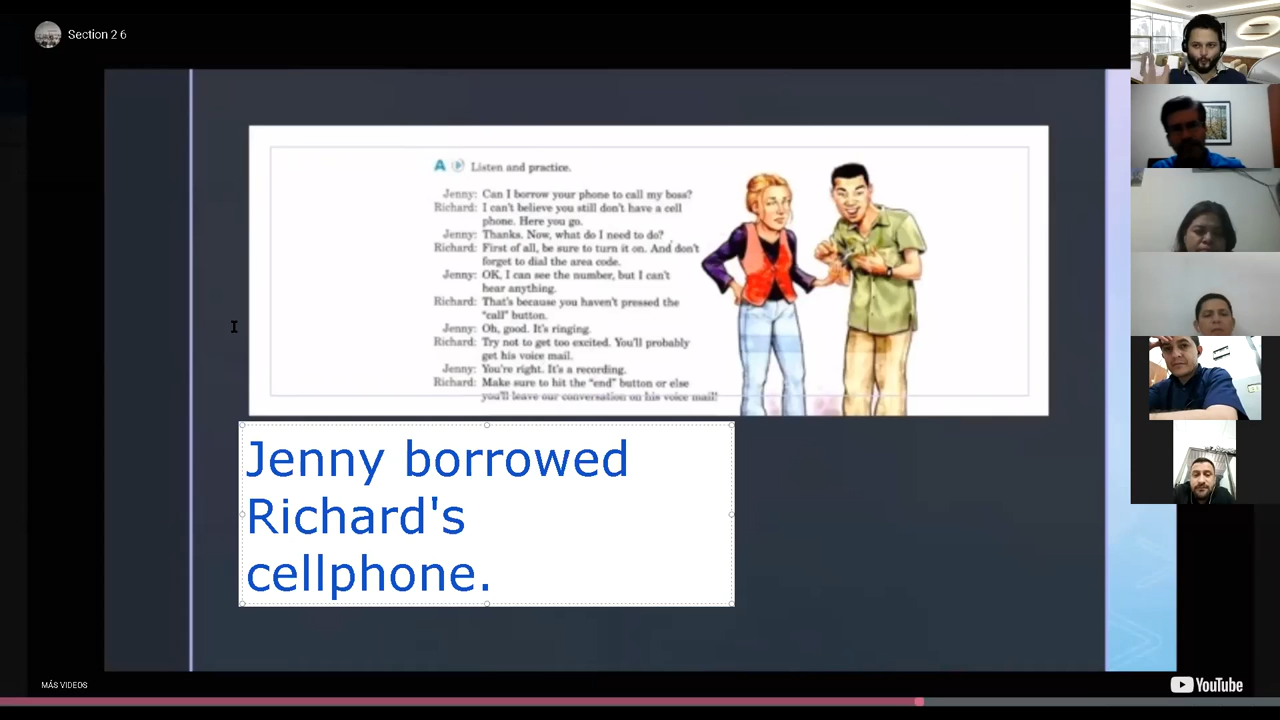 Section 2 6
A Listen and practice.
Jenny: Can I borrow your phone to call my boss?
Richard: I can't believe you still don't have a cell
phone. Here you go.
Jenny: Thanks. Now, what do I need to do?
Richard: First of all, be sure to turn it on. And don't
forget to dial the area code.
Jenny: OK, I can see the number, but I can't
hear anything.
Richard: That's because you haven't pressed the
"call" button.
Jenny: Oh, good. It's ringing.
Richard: Try not to get too excited. You'll probably
get his voice mail.
Jenny: You're right. It's a recording.
Richard: Make sure to hit the "end" button or else
you'll leave our conversation on his voice mail!
Jenny borrowed
Richard's
cellphone.
MÁS VIDEOS
YouTube